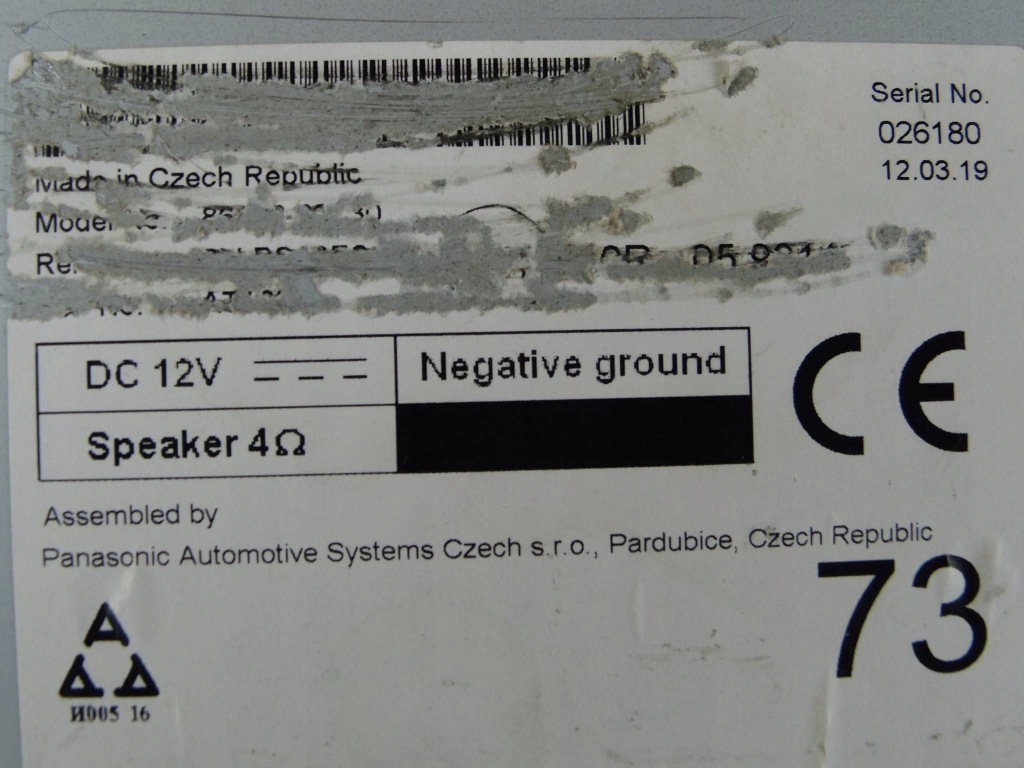 Serial No.
026180
12.03.19
Made in Czech Republic
Model
DC 12V
Negative ground
Speaker 4Ω
CE
Assembled by
Panasonic Automotive Systems Czech s.r.o., Pardubice, Czech Republic
73
И005 16